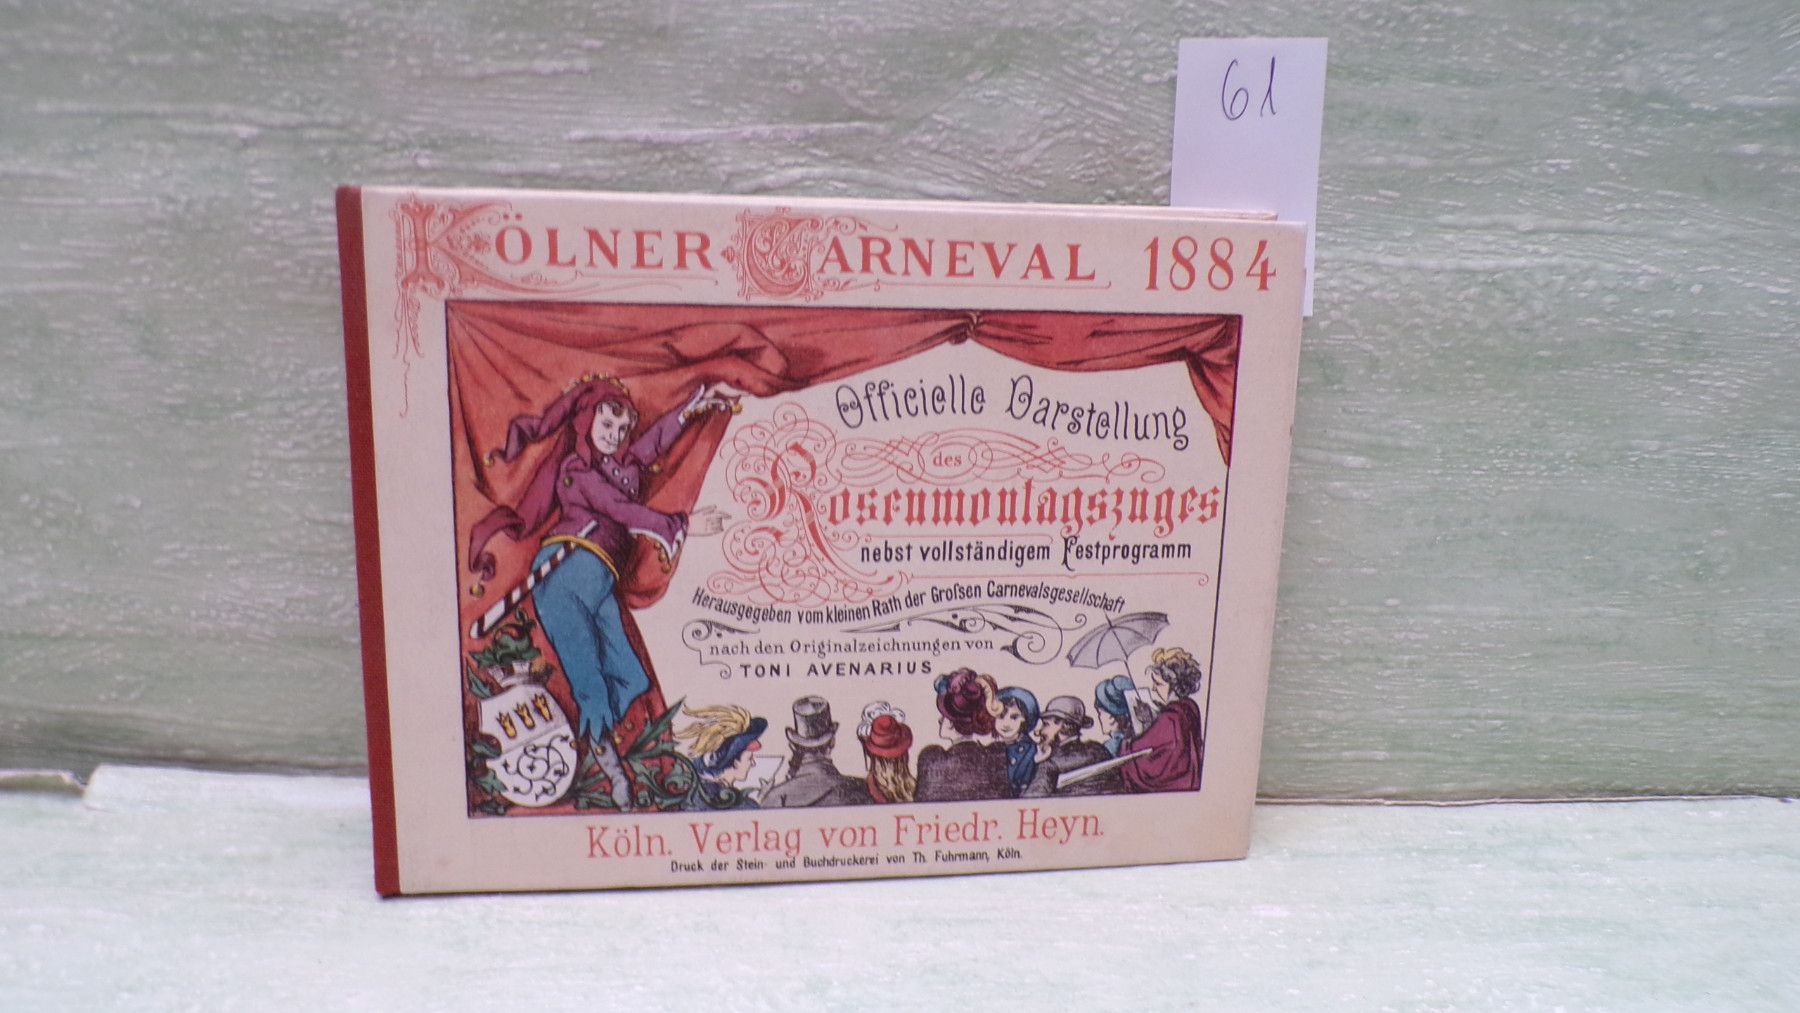 61
KÖLNER CARNEVAL 1884
Officielle Darstellung
des
Rosenmontagszuges
nebst vollständigem Festprogramm
Herausgegeben vom kleinen Rath der Groſsen Carnevalsgesellschaft
nach den Originalzeichnungen von
TONI AVENARIUS
Köln. Verlag von Friedr. Heyn.
Druck der Stein- und Buchdruckerei von Th. Fuhrmann, Köln.